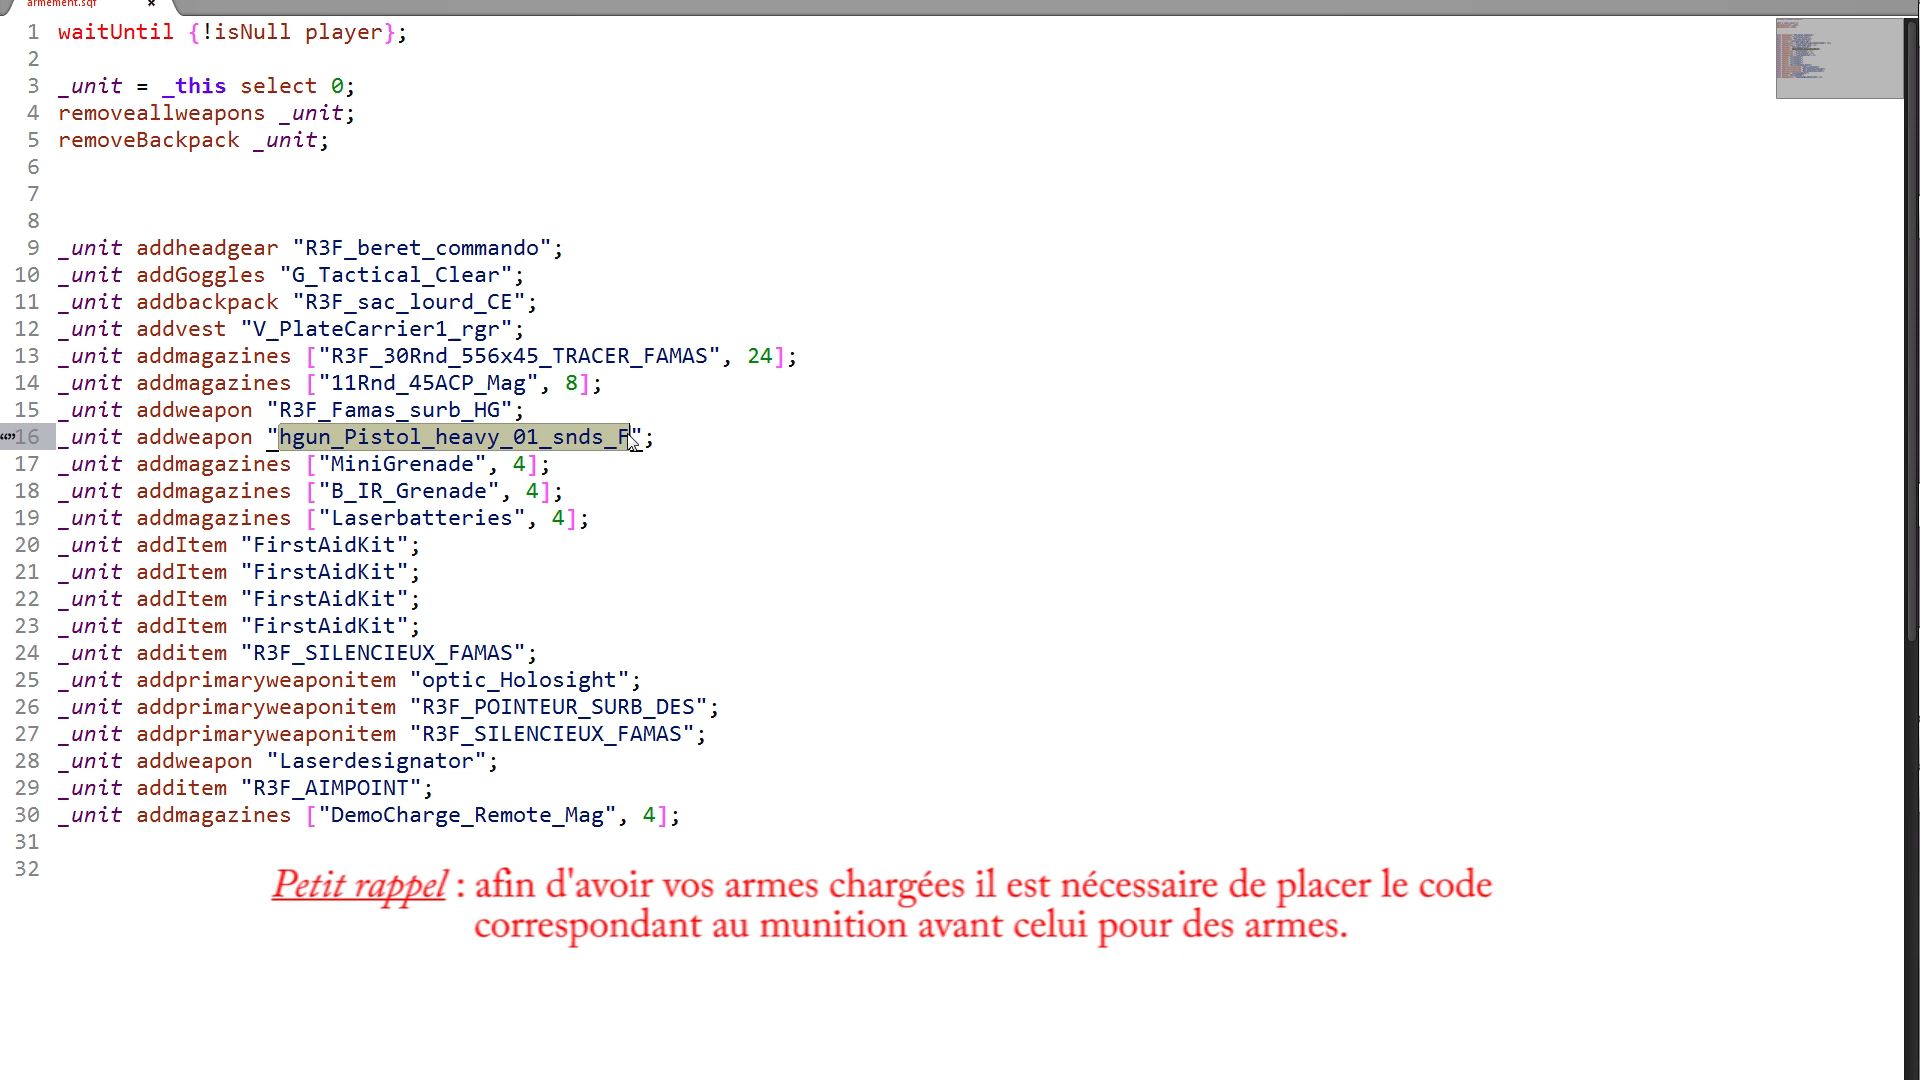 armement.sqf ×
1 waitUntil {!isNull player};
2
3 _unit = _this select 0;
4 removeallweapons _unit;
5 removeBackpack _unit;
6
7
8
9 _unit addheadgear "R3F_beret_commando";
10 _unit addGoggles "G_Tactical_Clear";
11 _unit addbackpack "R3F_sac_lourd_CE";
12 _unit addvest "V_PlateCarrier1_rgr";
13 _unit addmagazines ["R3F_30Rnd_556x45_TRACER_FAMAS", 24];
14 _unit addmagazines ["11Rnd_45ACP_Mag", 8];
15 _unit addweapon "R3F_Famas_surb_HG";
16 _unit addweapon "hgun_Pistol_heavy_01_snds_F";
17 _unit addmagazines ["MiniGrenade", 4];
18 _unit addmagazines ["B_IR_Grenade", 4];
19 _unit addmagazines ["Laserbatteries", 4];
20 _unit addItem "FirstAidKit";
21 _unit addItem "FirstAidKit";
22 _unit addItem "FirstAidKit";
23 _unit addItem "FirstAidKit";
24 _unit additem "R3F_SILENCIEUX_FAMAS";
25 _unit addprimaryweaponitem "optic_Holosight";
26 _unit addprimaryweaponitem "R3F_POINTEUR_SURB_DES";
27 _unit addprimaryweaponitem "R3F_SILENCIEUX_FAMAS";
28 _unit addweapon "Laserdesignator";
29 _unit additem "R3F_AIMPOINT";
30 _unit addmagazines ["DemoCharge_Remote_Mag", 4];
31
32
Petit rappel : afin d'avoir vos armes chargées il est nécessaire de placer le code
correspondant au munition avant celui pour des armes.